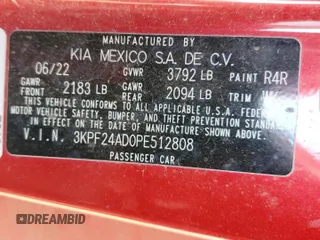 MANUFACTURED BY
KIA MEXICO S.A. DE C.V.
06/22 GVWR 3792 LB PAINT R4R
GAWR FRONT 2183 LB GAWR REAR 2094 LB TRIM
THIS VEHICLE CONFORMS TO ALL APPLICABLE U.S. FEDERAL
MOTOR VEHICLE SAFETY, BUMPER, AND THEFT PREVENTION STANDARDS
IN EFFECT ON THE DATE OF MANUFACTURE SHOWN ABOVE.
V.I.N. 3KPF24AD0PE512808
PASSENGER CAR
DREAMBID